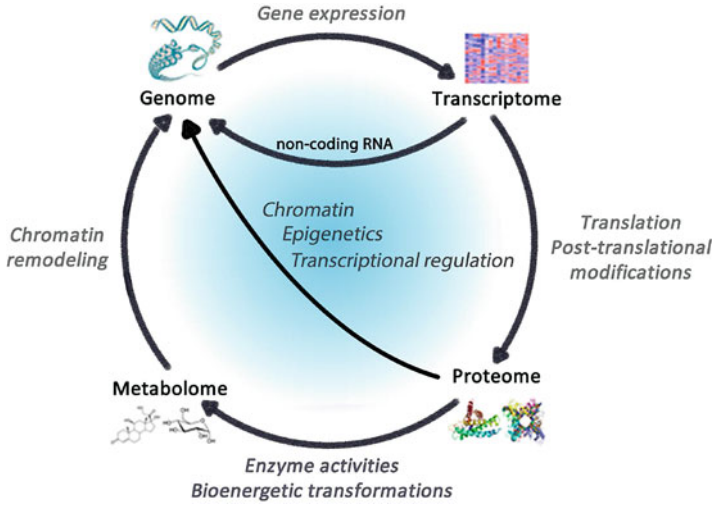 Gene expression
Genome
Transcriptome
non-coding RNA
Chromatin
Epigenetics
Transcriptional regulation
Chromatin
remodeling
Translation
Post-translational
modifications
Metabolome
Proteome
Enzyme activities
Bioenergetic transformations